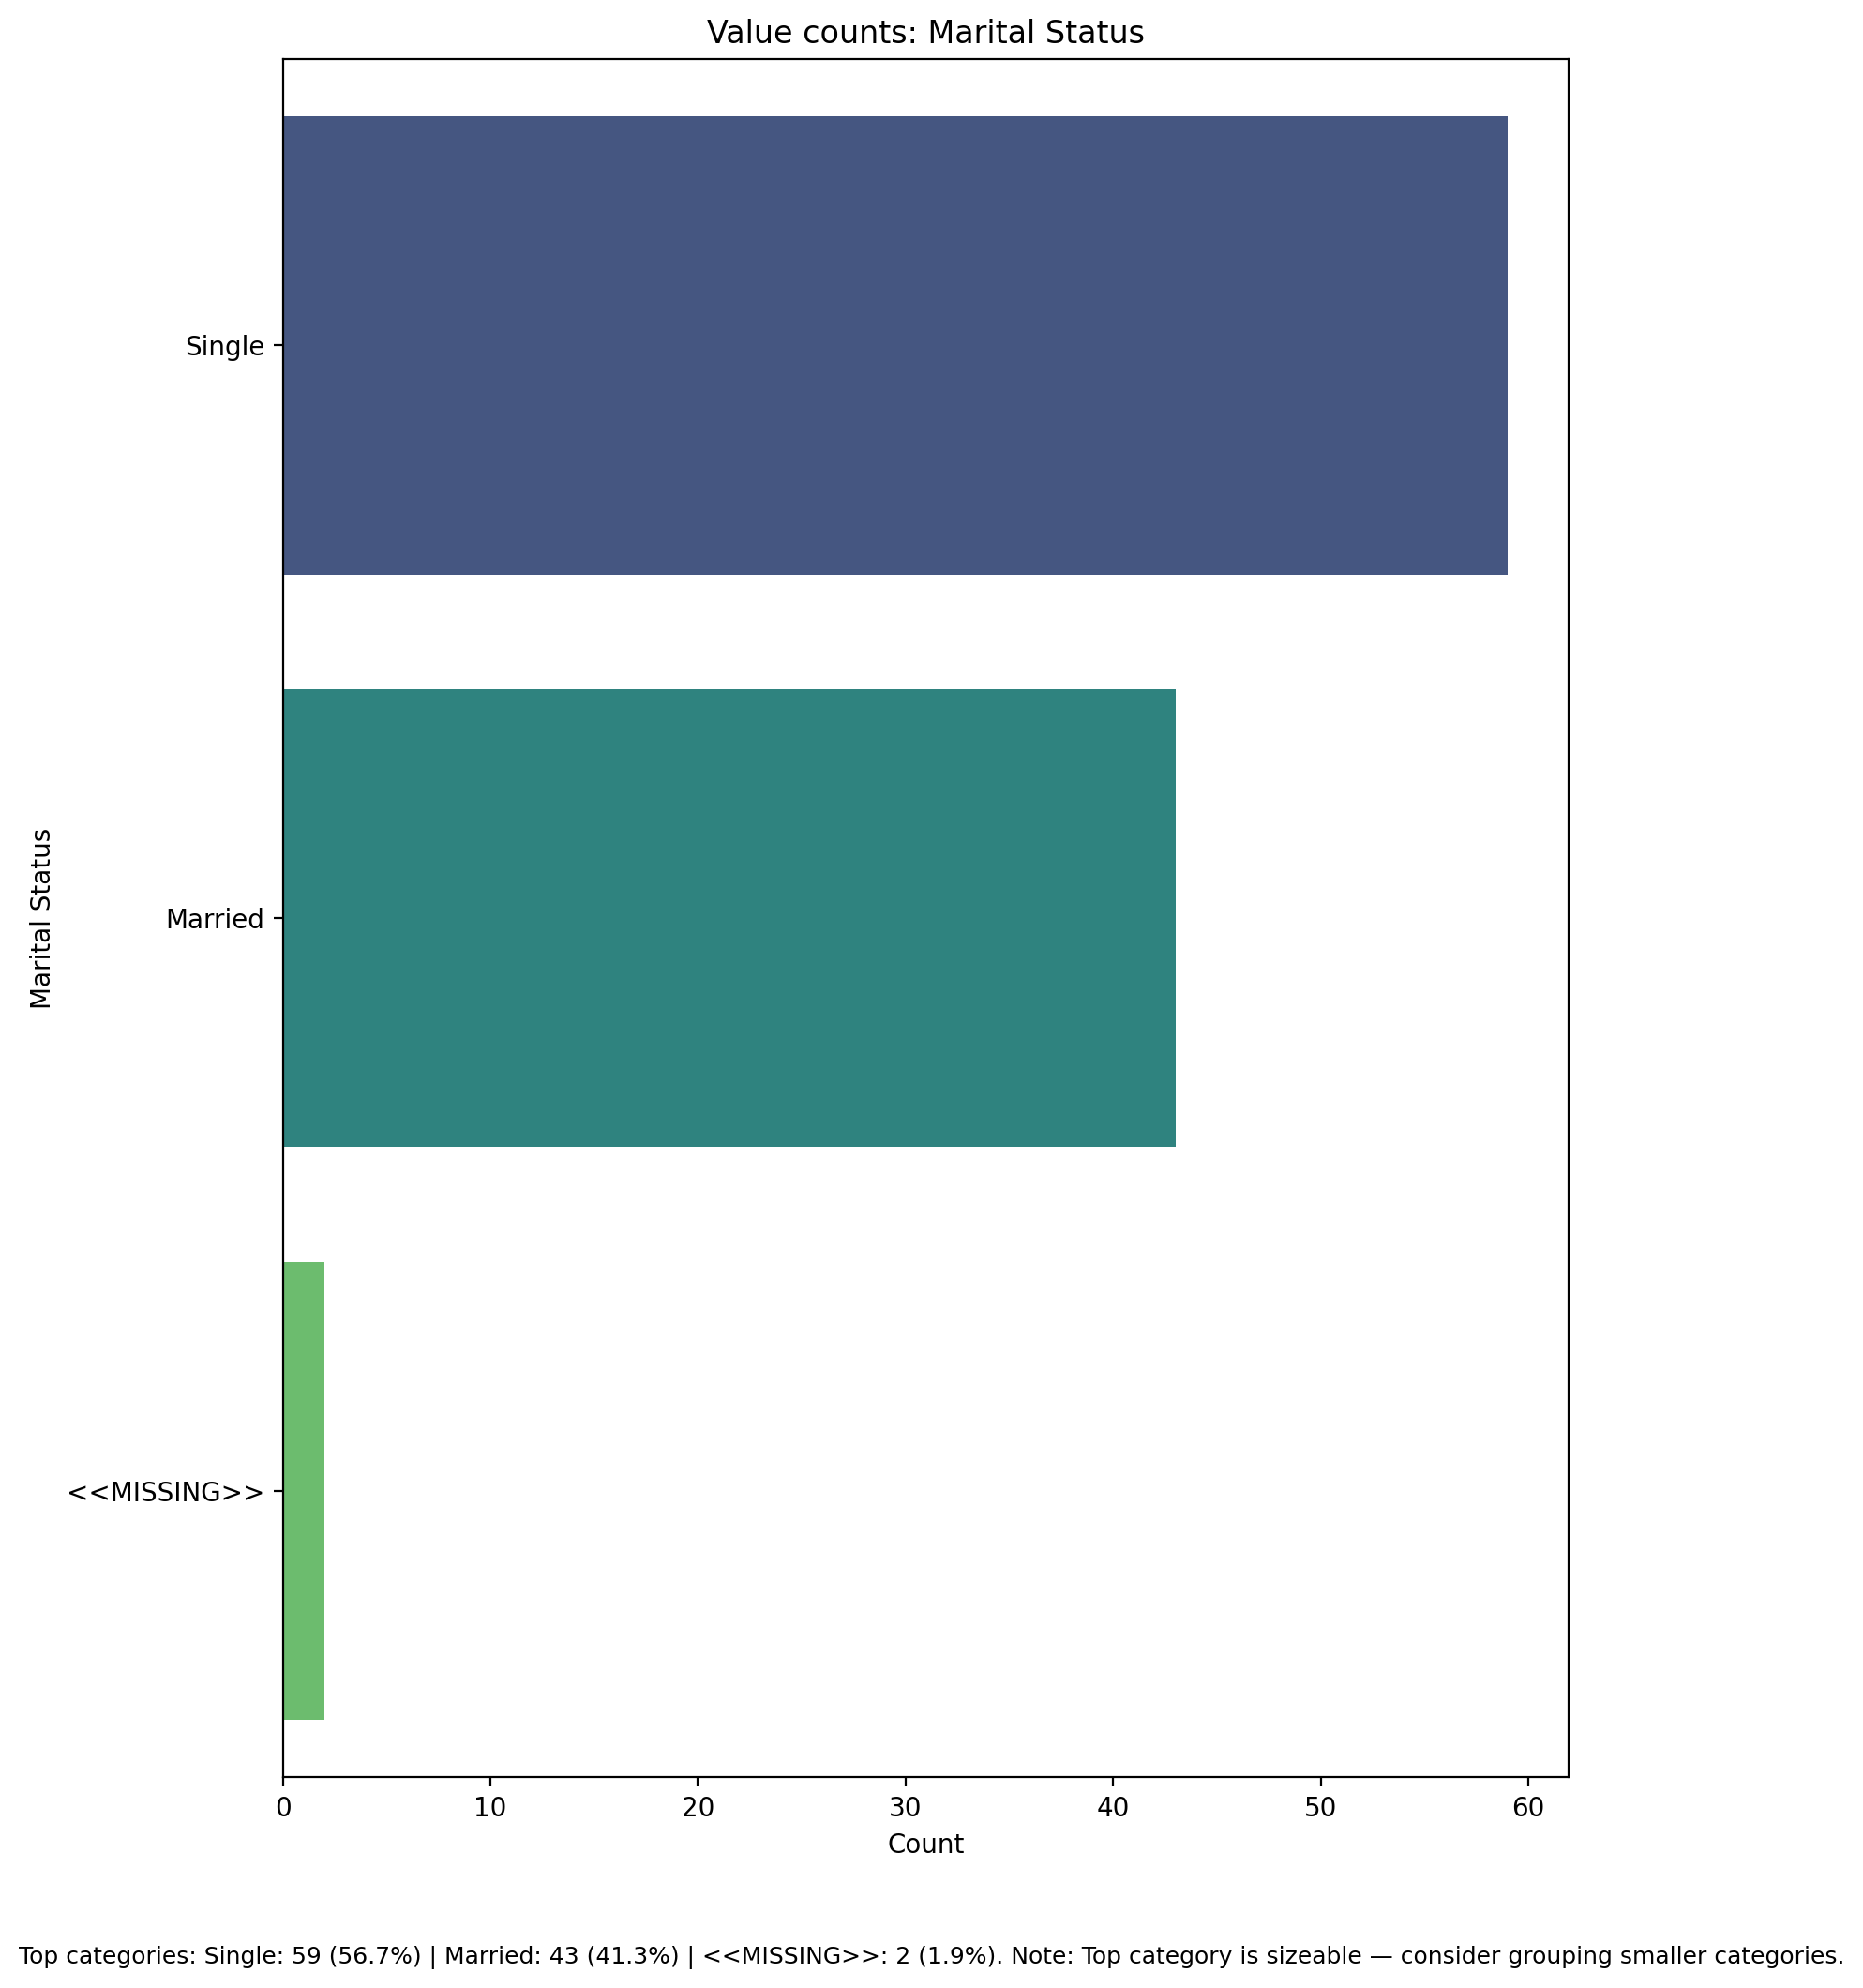 Value counts: Marital Status
Marital Status
Single
Married
<<MISSING>>
0 10 20 30 40 50 60
Count
Top categories: Single: 59 (56.7%) | Married: 43 (41.3%) | <<MISSING>>: 2 (1.9%). Note: Top category is sizeable — consider grouping smaller categories.